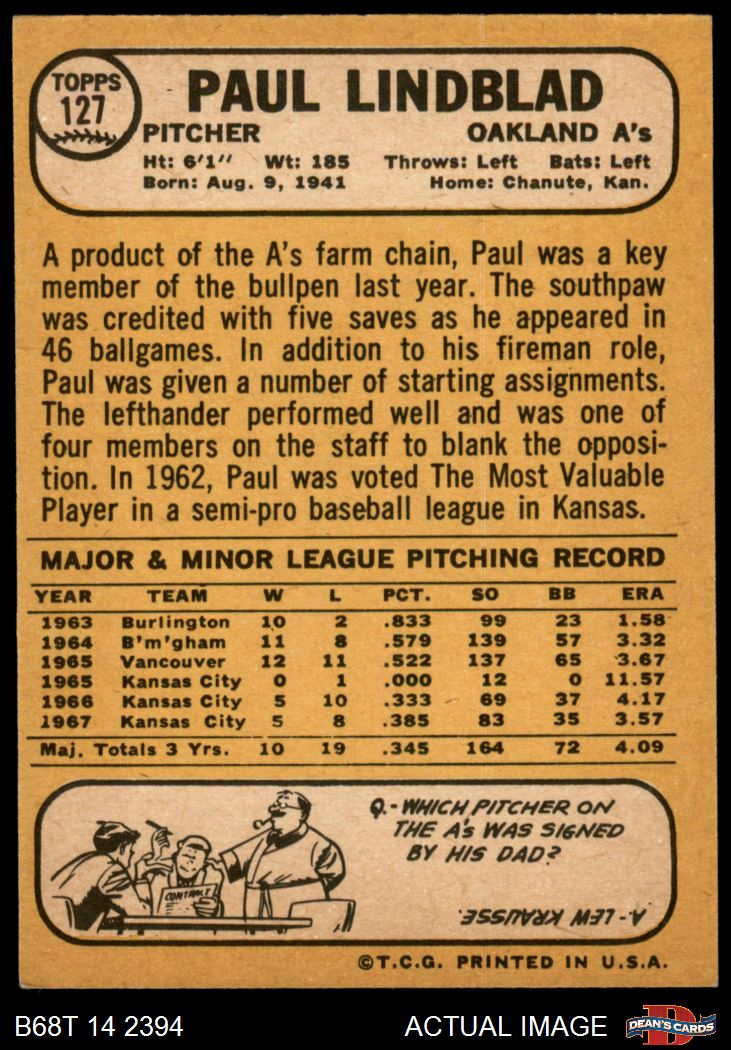 TOPPS
127
PAUL LINDBLAD
PITCHER OAKLAND A's
Ht: 6'1" Wt: 185 Throws: Left Bats: Left
Born: Aug. 9, 1941 Home: Chanute, Kan.
A product of the A's farm chain, Paul was a key
member of the bullpen last year. The southpaw
was credited with five saves as he appeared in
46 ballgames. In addition to his fireman role,
Paul was given a number of starting assignments.
The lefthander performed well and was one of
four members on the staff to blank the opposi-
tion. In 1962, Paul was voted The Most Valuable
Player in a semi-pro baseball league in Kansas.
MAJOR & MINOR LEAGUE PITCHING RECORD
YEAR TEAM W L PCT. SO BB ERA
1963 Burlington 10 2 .833 99 23 1.58
1964 B'm'gham 11 8 .579 139 57 3.32
1965 Vancouver 12 11 .522 137 65 3.67
1965 Kansas City 0 1 .000 12 0 11.57
1966 Kansas City 5 10 .333 69 37 4.17
1967 Kansas City 5 8 .385 83 35 3.57
Maj. Totals 3 Yrs. 10 19 .345 164 72 4.09
Q.- WHICH PITCHER ON
THE A's WAS SIGNED
BY HIS DAD?
CONTRACT
A- LEW KRAUSSE.
©T.C.G. PRINTED IN U.S.A.
B68T 14 2394 ACTUAL IMAGE
D
DEAN'S CARDS